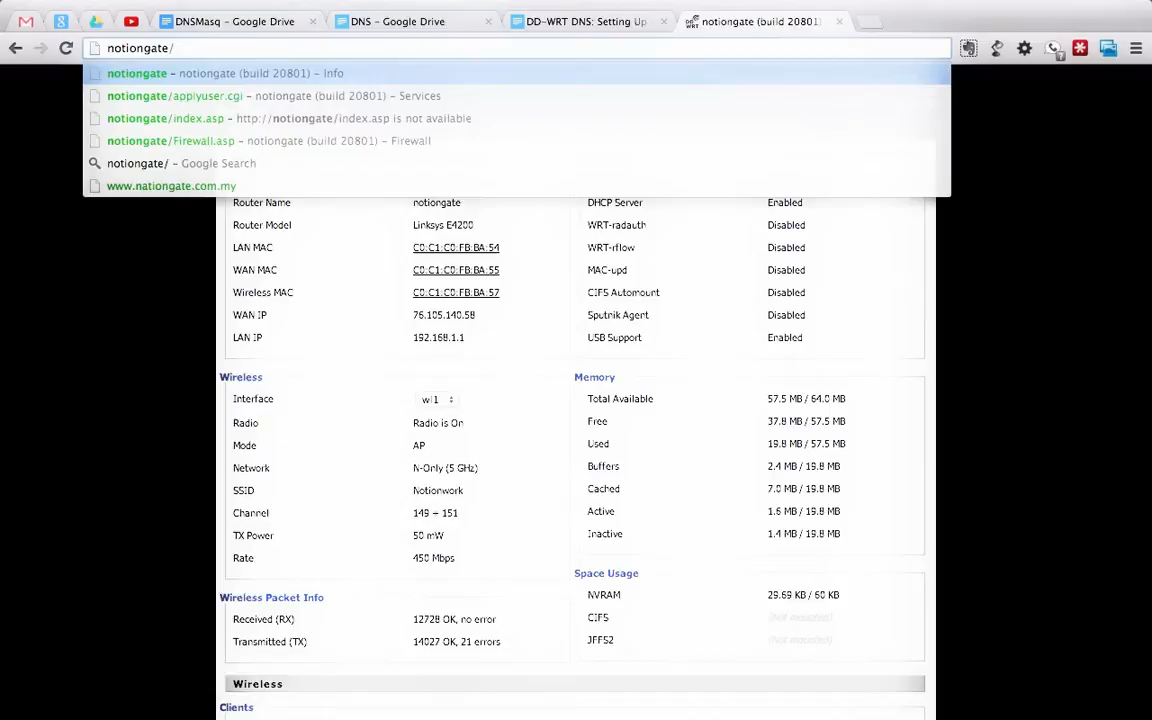 DNSMasq - Google Drive
DNS - Google Drive
DD-WRT DNS: Setting Up
notiongate (build 20801)
notiongate/
notiongate - notiongate (build 20801) - Info
notiongate/applyuser.cgi - notiongate (build 20801) - Services
notiongate/index.asp - http://notiongate/index.asp is not available
notiongate/Firewall.asp - notiongate (build 20801) - Firewall
notiongate/ - Google Search
www.nationgate.com.my
Router Name notiongate DHCP Server Enabled
Router Model Linksys E4200 WRT-radauth Disabled
LAN MAC C0:C1:C0:FB:BA:54 WRT-rflow Disabled
WAN MAC C0:C1:C0:FB:BA:55 MAC-upd Disabled
Wireless MAC C0:C1:C0:FB:BA:57 CIFS Automount Disabled
WAN IP 76.105.140.58 Sputnik Agent Disabled
LAN IP 192.168.1.1 USB Support Enabled
Wireless
Interface wl1
Radio Radio is On
Mode AP
Network N-Only (5 GHz)
SSID Notionwork
Channel 149 + 151
TX Power 50 mW
Rate 450 Mbps
Wireless Packet Info
Received (RX) 12728 OK, no error
Transmitted (TX) 14027 OK, 21 errors
Memory
Total Available 57.5 MB / 64.0 MB
Free 37.8 MB / 57.5 MB
Used 19.8 MB / 57.5 MB
Buffers 2.4 MB / 19.8 MB
Cached 7.0 MB / 19.8 MB
Active 1.6 MB / 19.8 MB
Inactive 1.4 MB / 19.8 MB
Space Usage
NVRAM 29.69 KB / 60 KB
CIFS (Not mounted)
JFFS2 (Not mounted)
Wireless
Clients